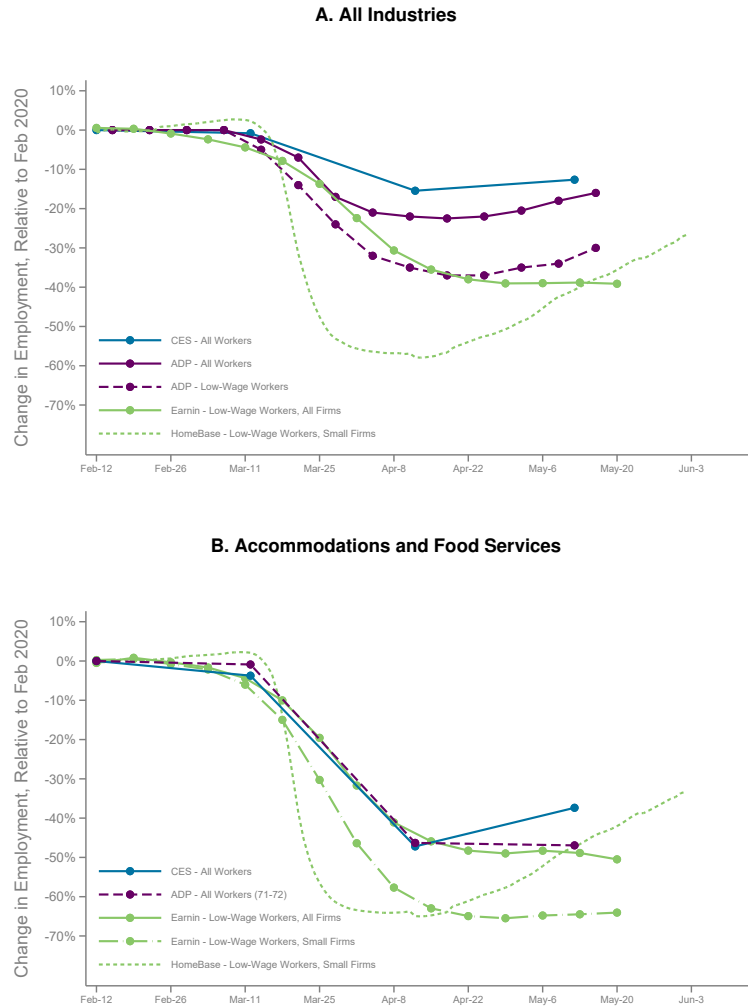 A. All Industries
Change in Employment, Relative to Feb 2020
10%
0%
-10%
-20%
-30%
-40%
-50%
-60%
-70%
CES - All Workers
ADP - All Workers
ADP - Low-Wage Workers
Earnin - Low-Wage Workers, All Firms
HomeBase - Low-Wage Workers, Small Firms
Feb-12 Feb-26 Mar-11 Mar-25 Apr-8 Apr-22 May-6 May-20 Jun-3
B. Accommodations and Food Services
Change in Employment, Relative to Feb 2020
10%
0%
-10%
-20%
-30%
-40%
-50%
-60%
-70%
CES - All Workers
ADP - All Workers (71-72)
Earnin - Low-Wage Workers, All Firms
Earnin - Low-Wage Workers, Small Firms
HomeBase - Low-Wage Workers, Small Firms
Feb-12 Feb-26 Mar-11 Mar-25 Apr-8 Apr-22 May-6 May-20 Jun-3